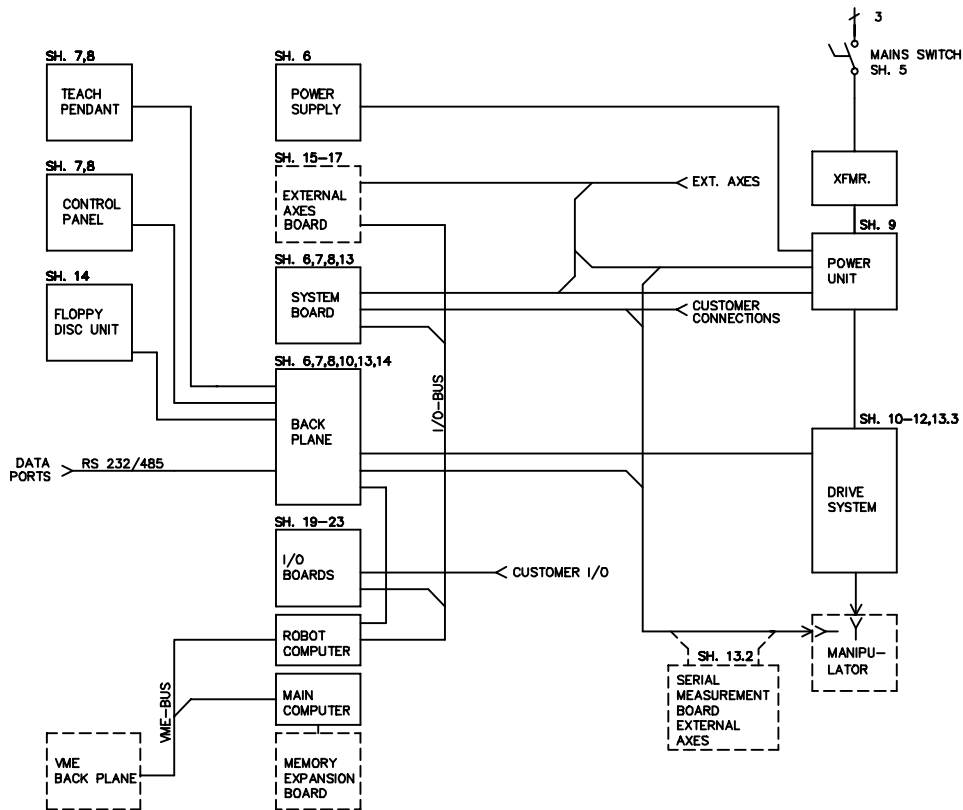 3
MAINS SWITCH
SH. 5
SH. 7,8
TEACH
PENDANT
SH. 6
POWER
SUPPLY
SH. 15-17
EXTERNAL
AXES
BOARD
EXT. AXES
XFMR.
SH. 7,8
CONTROL
PANEL
SH. 9
POWER
UNIT
SH. 6,7,8,13
SYSTEM
BOARD
SH. 14
FLOPPY
DISC UNIT
CUSTOMER
CONNECTIONS
SH. 6,7,8,10,13,14
BACK
PLANE
I/O-BUS
SH. 10-12,13.3
DRIVE
SYSTEM
DATA
PORTS
RS 232/485
SH. 19-23
I/O
BOARDS
CUSTOMER I/O
ROBOT
COMPUTER
MANIPU-
LATOR
SH. 13.2
SERIAL
MEASUREMENT
BOARD
EXTERNAL
AXES
VME-BUS
MAIN
COMPUTER
VME
BACK PLANE
MEMORY
EXPANSION
BOARD